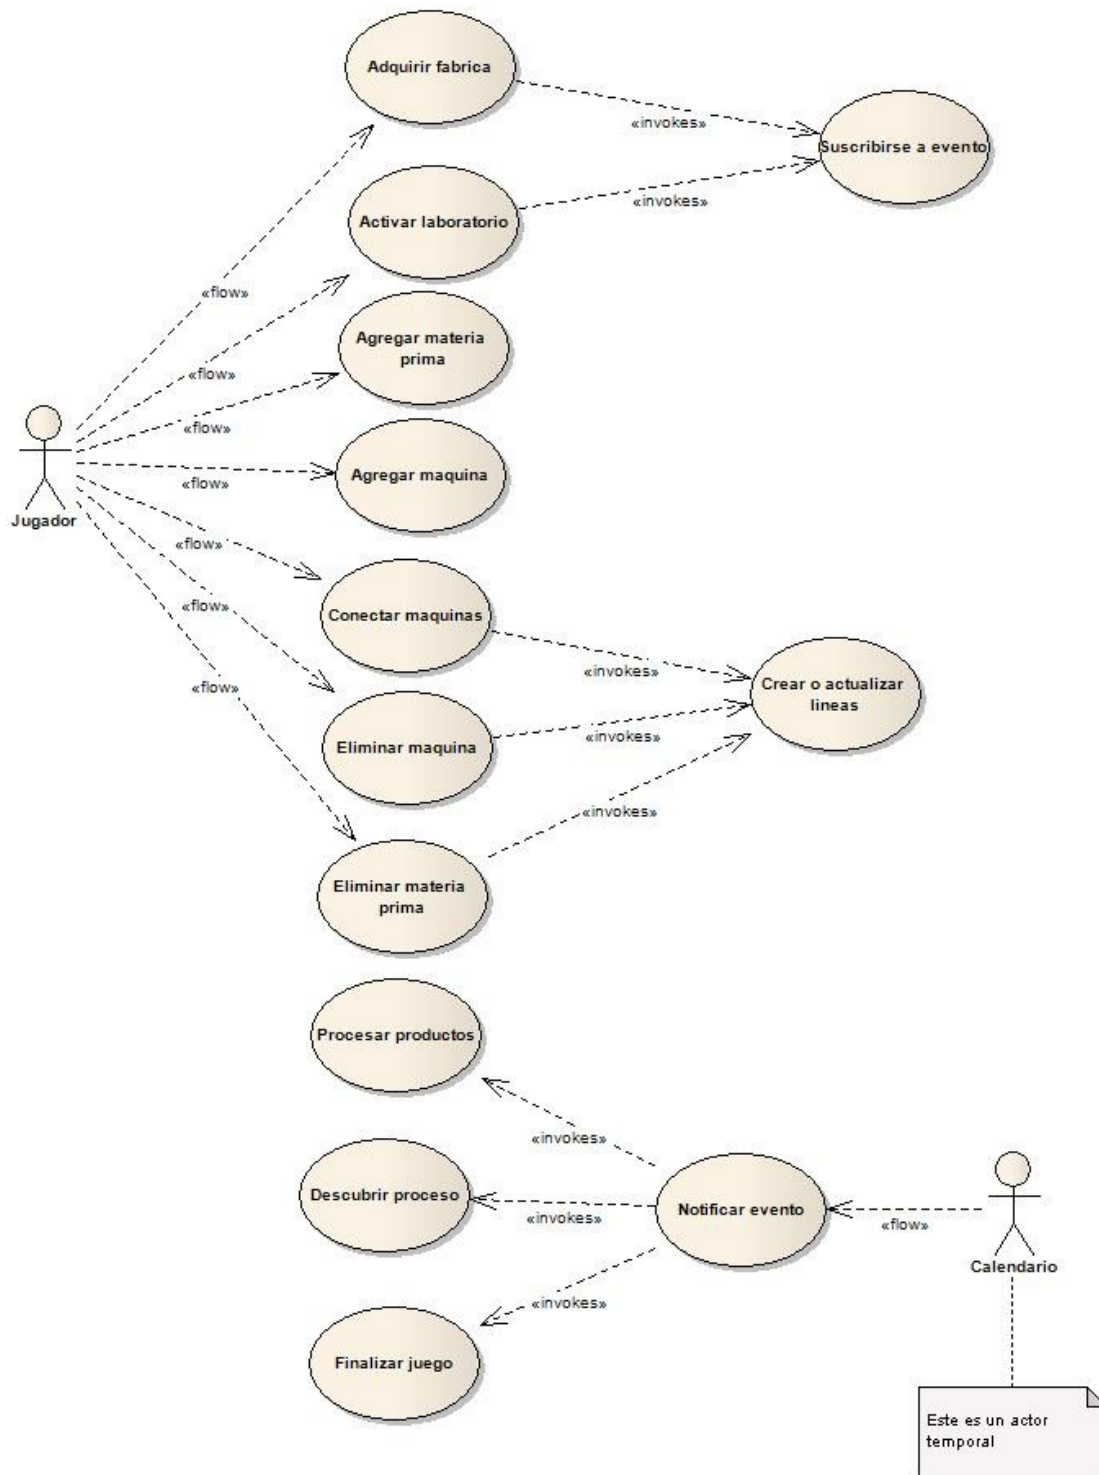 Adquirir fabrica
«invokes»
Suscribirse a evento
Activar laboratorio
«invokes»
«flow»
Agregar materia
prima
«flow»
«flow»
Agregar maquina
«flow»
Jugador
«flow»
Conectar maquinas
«flow»
«invokes»
Crear o actualizar
lineas
«flow»
Eliminar maquina
«invokes»
«invokes»
Eliminar materia
prima
Procesar productos
«invokes»
Descubrir proceso
«invokes»
Notificar evento
«flow»
Calendario
«invokes»
Finalizar juego
Este es un actor
temporal